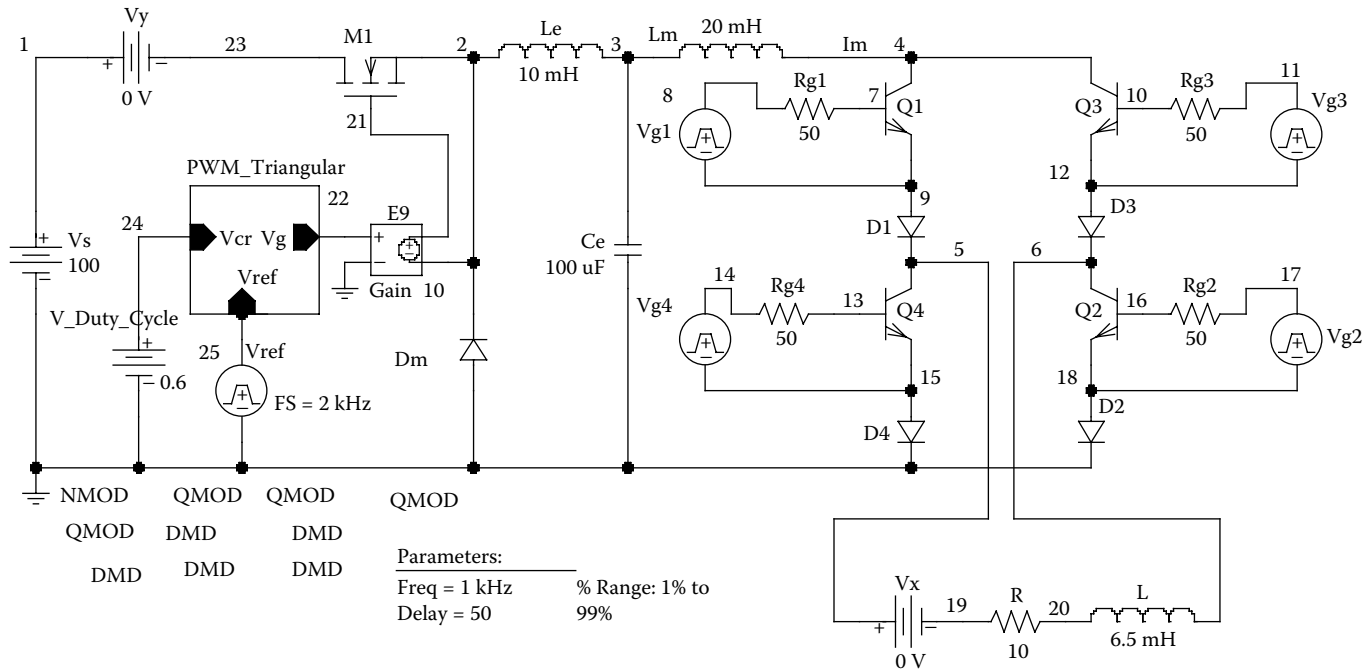 Vy
Le
Lm
20 mH
Im
1
23
M1
2
3
4
+
−
0 V
10 mH
21
8
Rg1
7
Q1
50
Vg1
+
−
Q3
10
Rg3
50
11
Vg3
+
−
PWM_Triangular
22
E9
24
Vcr
Vg
+
−
+
−
Vref
Gain 10
Vs
100
+
−
V_Duty_Cycle
+
− 0.6
25
Vref
+
−
FS = 2 kHz
Dm
Ce
100 uF
9
D1
5
12
D3
6
14
Rg4
13
Q4
50
Vg4
+
−
15
D4
Q2
16
Rg2
50
17
Vg2
+
−
18
D2
NMOD
QMOD
QMOD
QMOD
QMOD
DMD
DMD
DMD
DMD
DMD
Parameters:
Freq = 1 kHz
% Range: 1% to
Delay = 50
99%
Vx
+
−
0 V
19
R
10
20
L
6.5 mH